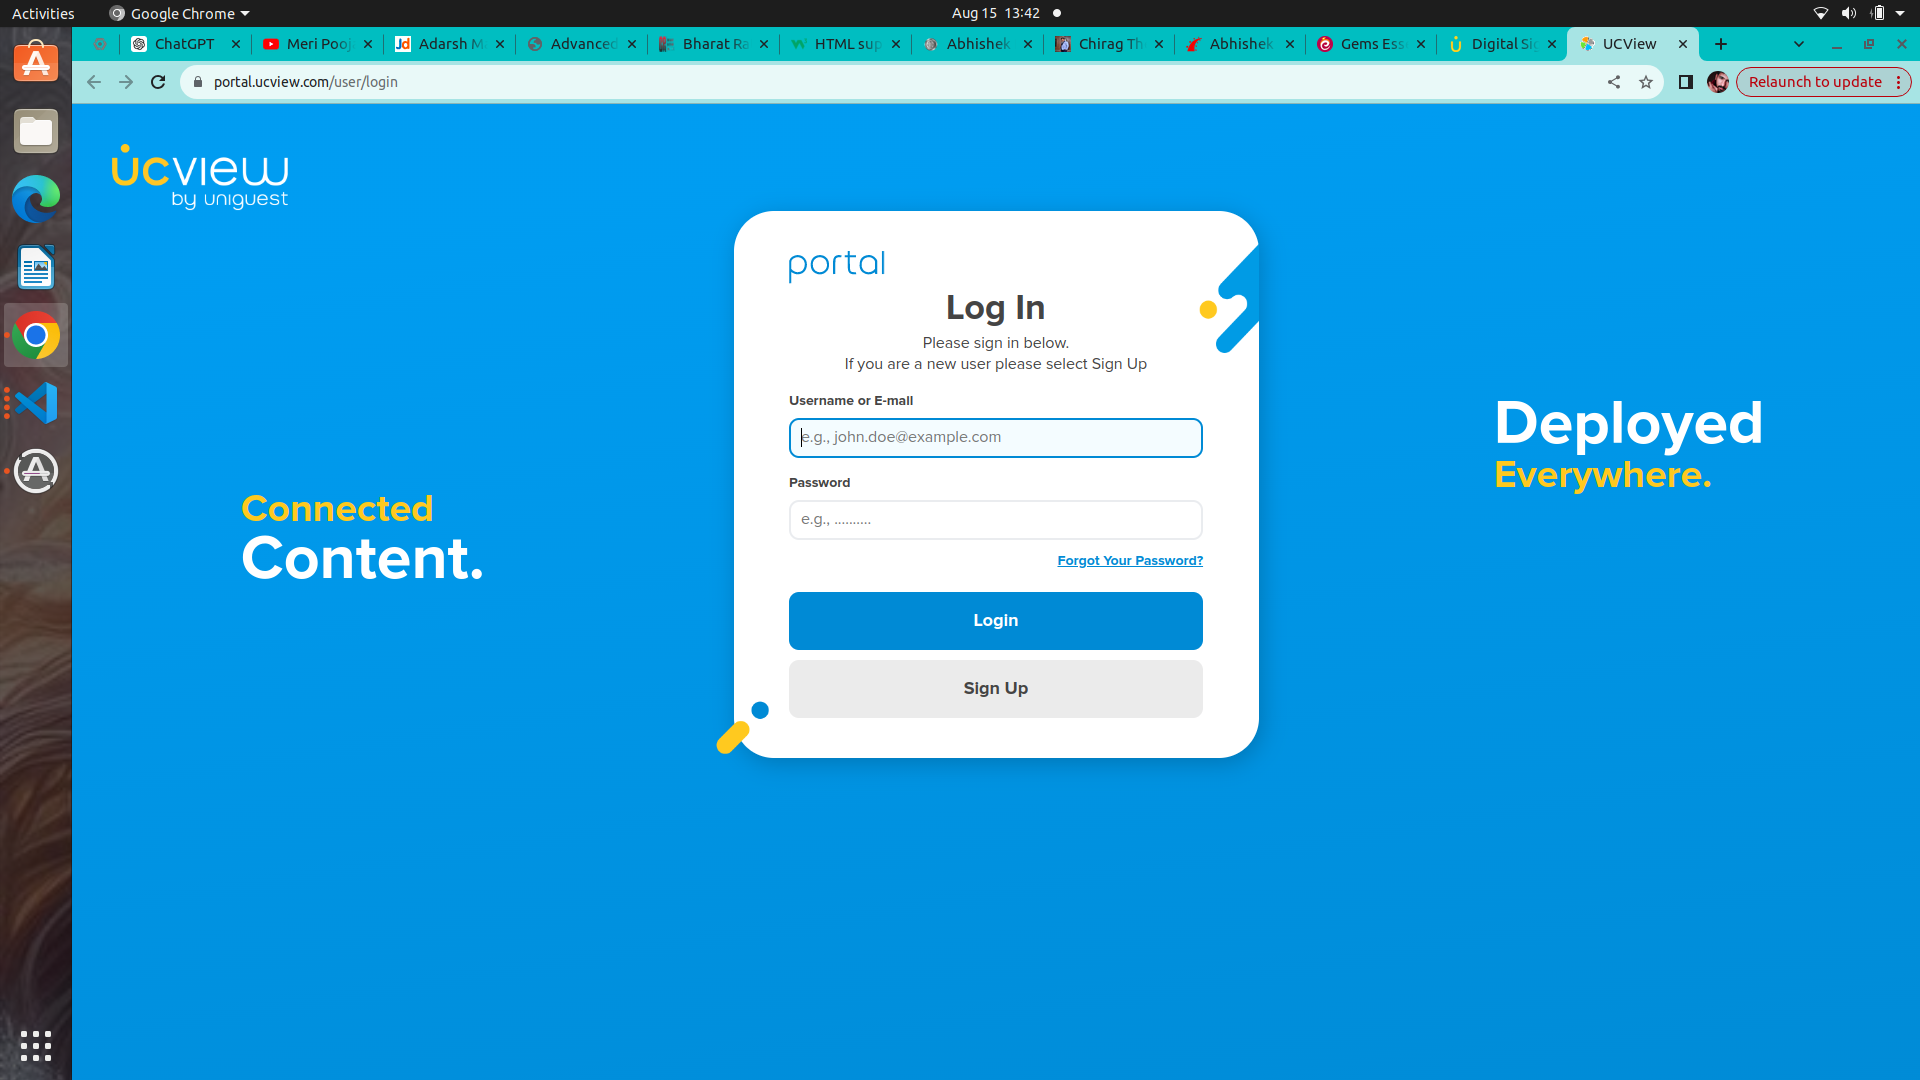 Activities
Google Chrome
Aug 15 13:42
ChatGPT
Meri Pooj
Adarsh M
Advanced
Bharat Ra
HTML sup
Abhishek
Chirag Th
Abhishek
Gems Ess
Digital Sig
UCView
portal.ucview.com/user/login
Relaunch to update
ucview
by uniguest
portal
Log In
Please sign in below.
If you are a new user please select Sign Up
Username or E-mail
e.g., john.doe@example.com
Password
e.g., ..........
Forgot Your Password?
Login
Sign Up
Connected
Content.
Deployed
Everywhere.